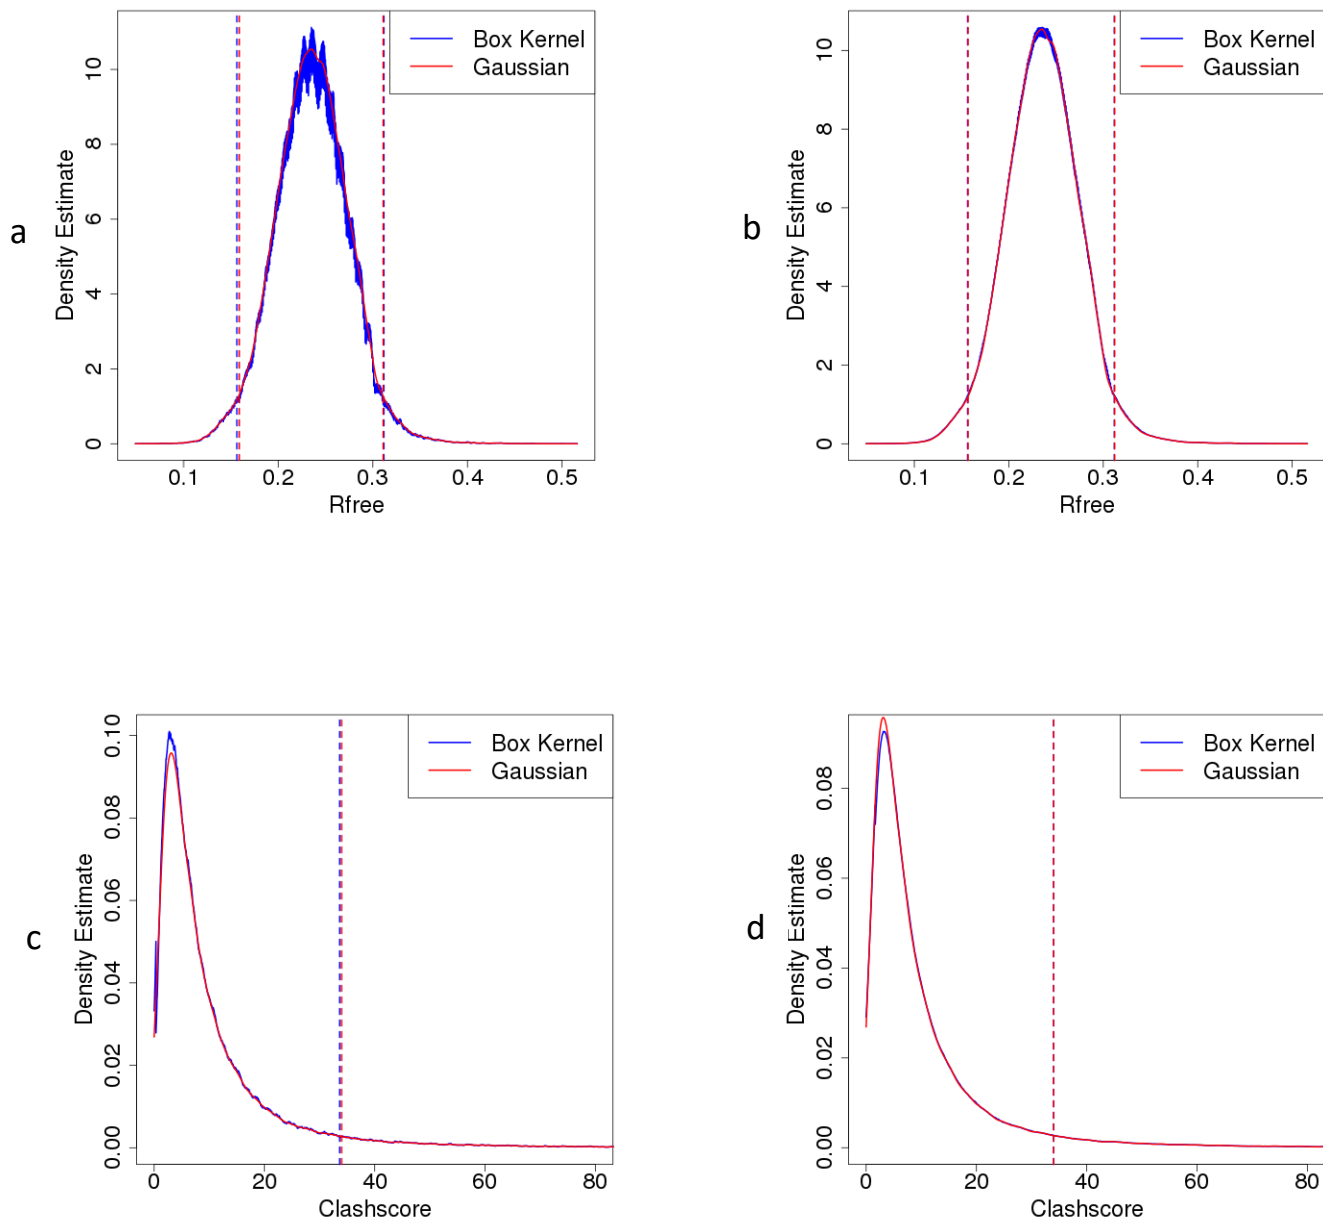 a
Density Estimate
0 2 4 6 8 10
Box Kernel
Gaussian
0.1 0.2 0.3 0.4 0.5
Rfree
b
Density Estimate
0 2 4 6 8 10
Box Kernel
Gaussian
0.1 0.2 0.3 0.4 0.5
Rfree
c
Density Estimate
0.00 0.02 0.04 0.06 0.08 0.10
Box Kernel
Gaussian
0 20 40 60 80
Clashscore
d
Density Estimate
0.00 0.02 0.04 0.06 0.08
Box Kernel
Gaussian
0 20 40 60 80
Clashscore